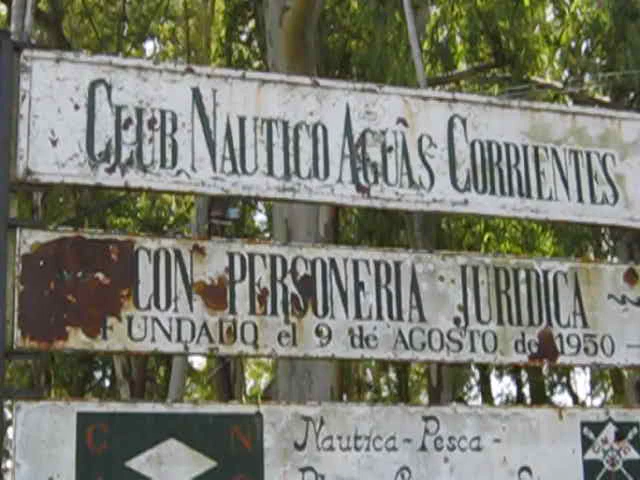 CLUB NAUTICO AGUAS CORRIENTES
CON PERSONERIA JURIDICA
FUNDADO el 9 de AGOSTO de 1950
C N
Nautica - Pesca -